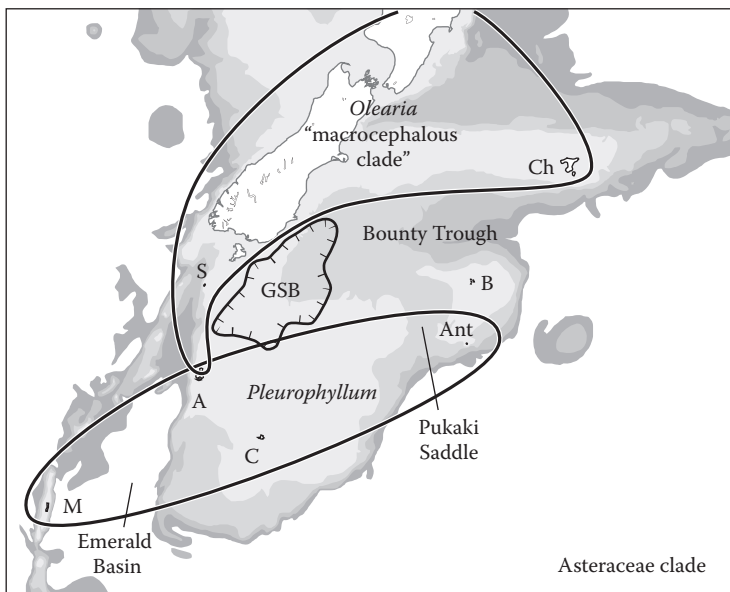 Olearia
“macrocephalous
clade”
Ch
Bounty Trough
S
GSB
B
Ant
A
Pleurophyllum
Pukaki
Saddle
C
M
Emerald
Basin
Asteraceae clade